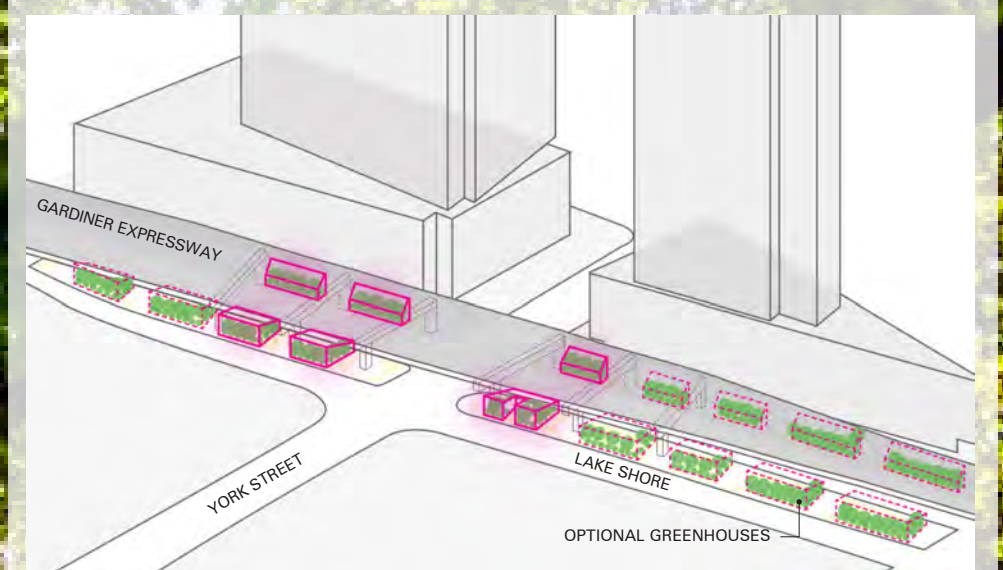 GARDINER EXPRESSWAY
YORK STREET
LAKE SHORE
OPTIONAL GREENHOUSES